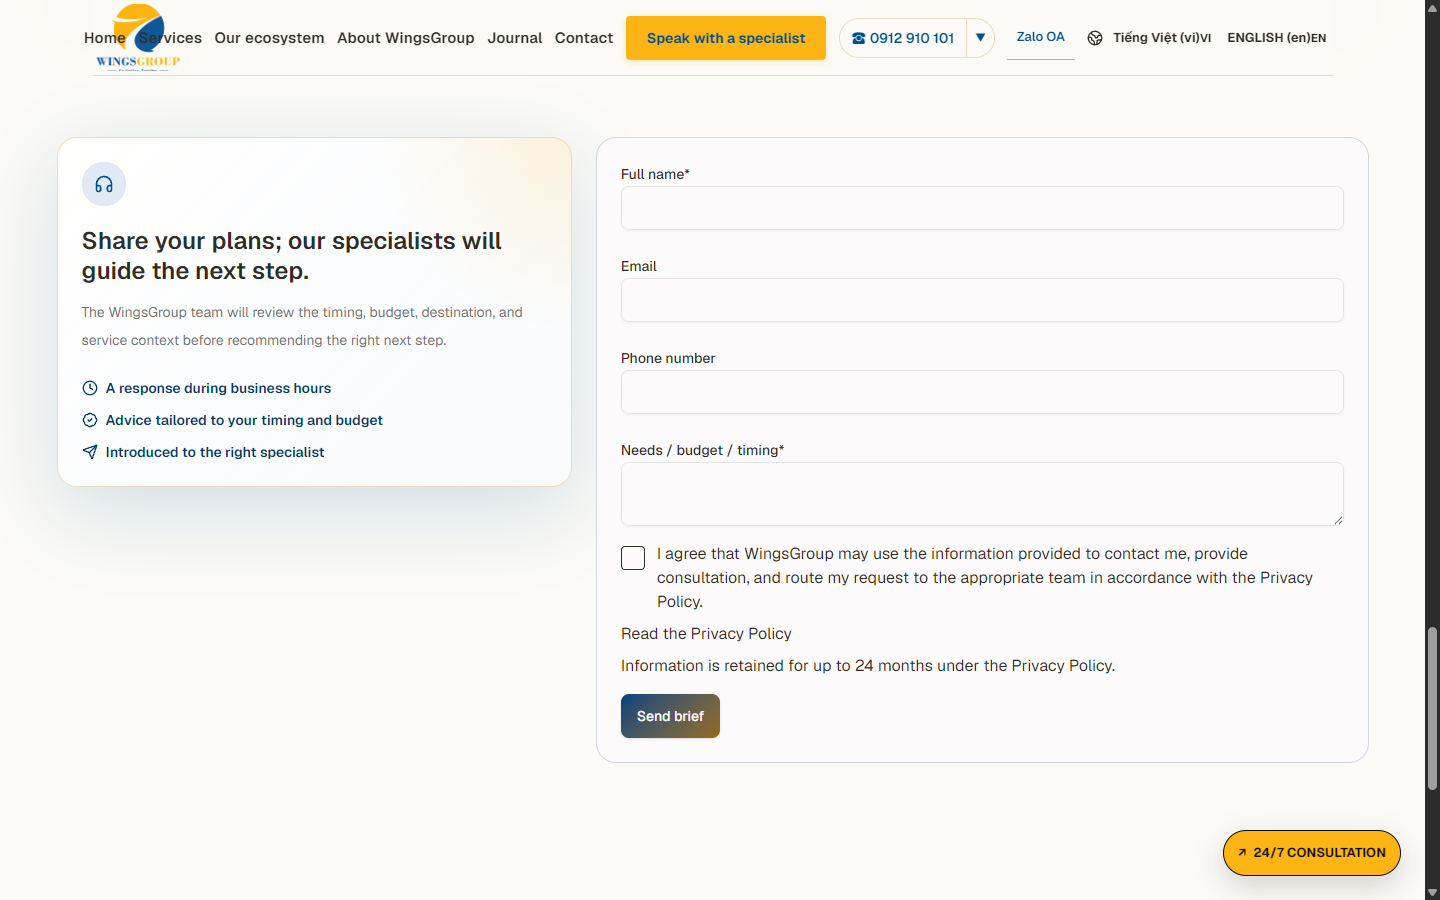 Home Services Our ecosystem About WingsGroup Journal Contact Speak with a specialist 0912 910 101 ▼ Zalo OA Tiếng Việt (vi)VI ENGLISH (en)EN
WINGSGROUP
Share your plans; our specialists will
guide the next step.
The WingsGroup team will review the timing, budget, destination, and
service context before recommending the right next step.
A response during business hours
Advice tailored to your timing and budget
Introduced to the right specialist
Full name*
Email
Phone number
Needs / budget / timing*
I agree that WingsGroup may use the information provided to contact me, provide
consultation, and route my request to the appropriate team in accordance with the Privacy
Policy.
Read the Privacy Policy
Information is retained for up to 24 months under the Privacy Policy.
Send brief
24/7 CONSULTATION